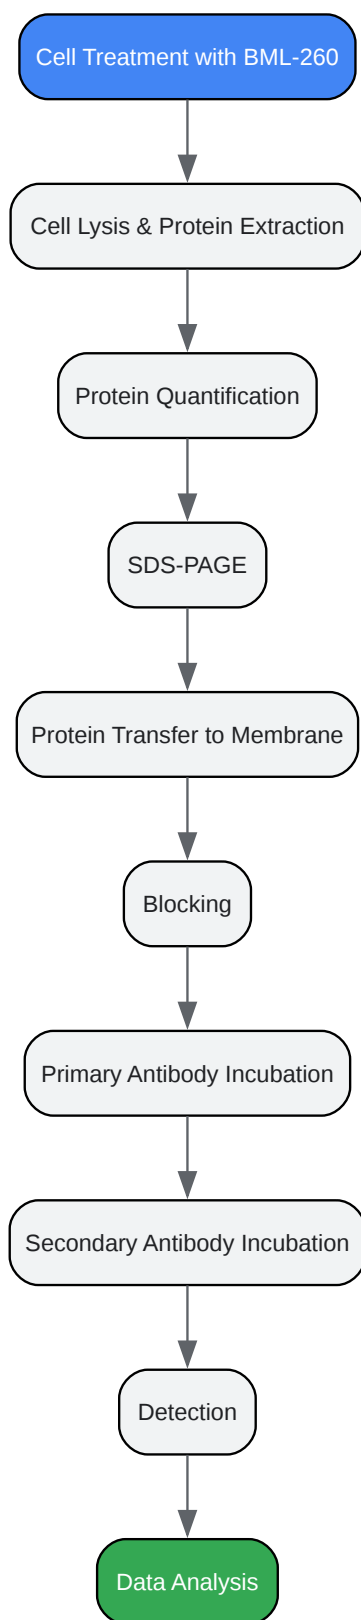 Cell Treatment with BML-260
Cell Lysis & Protein Extraction
Protein Quantification
SDS-PAGE
Protein Transfer to Membrane
Blocking
Primary Antibody Incubation
Secondary Antibody Incubation
Detection
Data Analysis